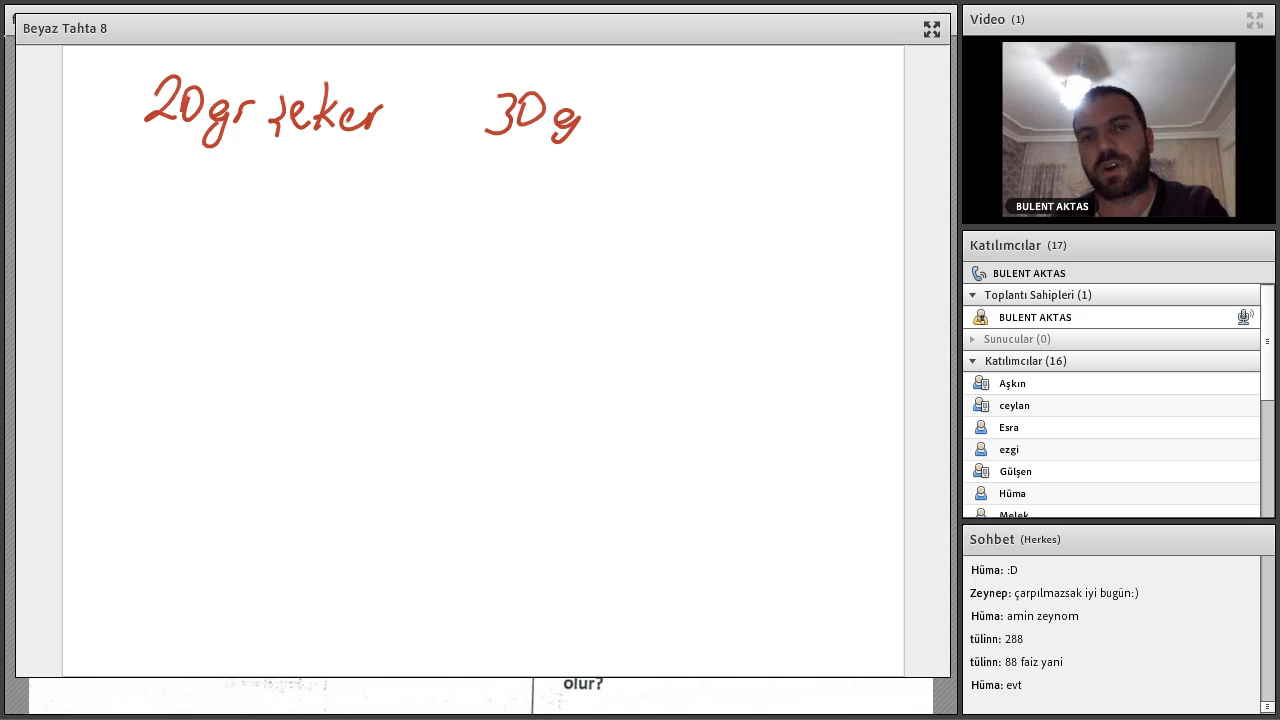 Beyaz Tahta 8
20gr şeker 30g
olur?
Video (1)
BULENT AKTAS
Katılımcılar (17)
BULENT AKTAS
Toplantı Sahipleri (1)
BULENT AKTAS
Sunucular (0)
Katılımcılar (16)
Aşkın
ceylan
Esra
ezgi
Gülşen
Hüma
Melek
Sohbet (Herkes)
Hüma: :D
Zeynep: çarpılmazsak iyi bugün:)
Hüma: amin zeynom
tülinn: 288
tülinn: 88 faiz yani
Hüma: evt